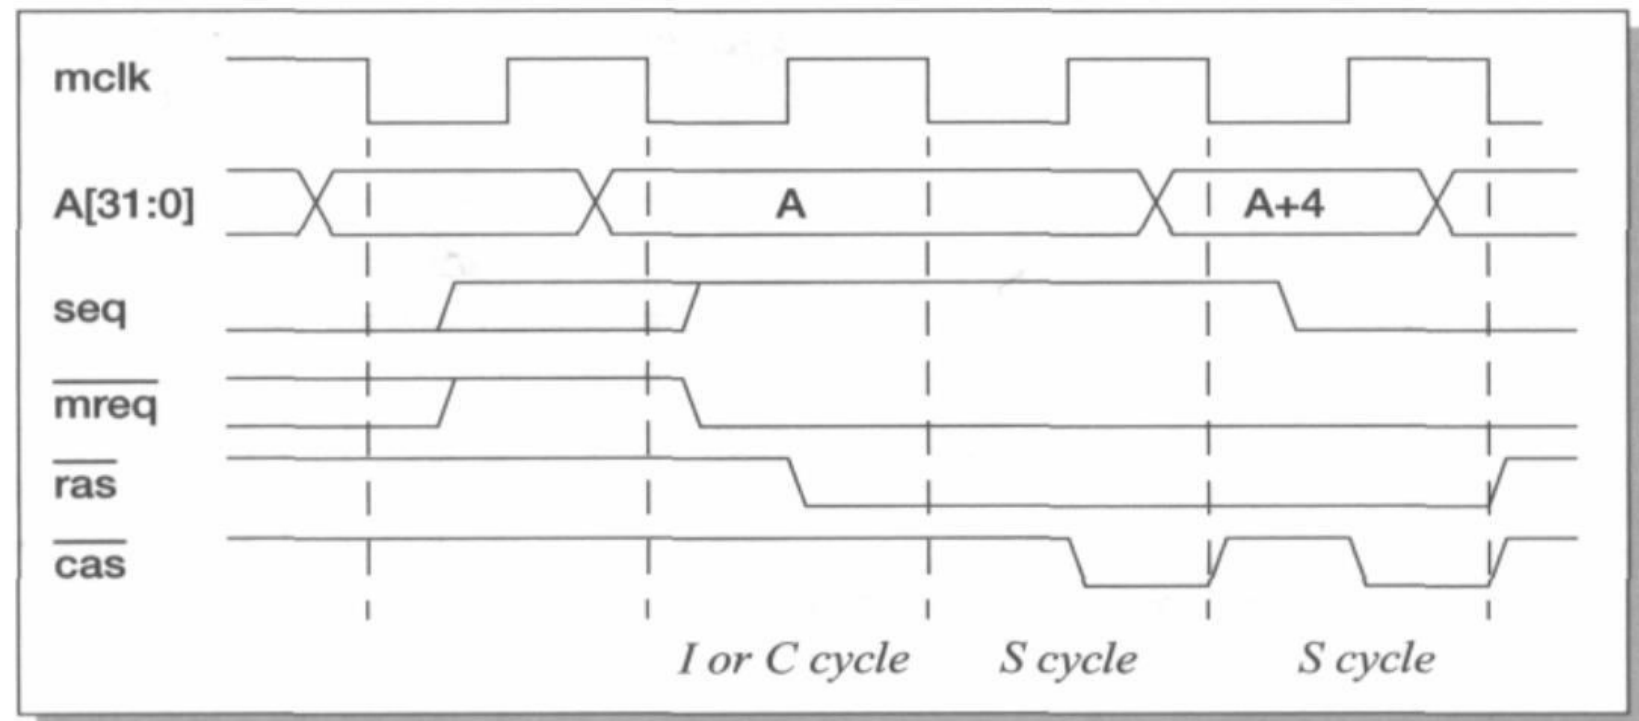 mclk
A[31:0] A A+4
seq
mreq
ras
cas
I or C cycle S cycle S cycle